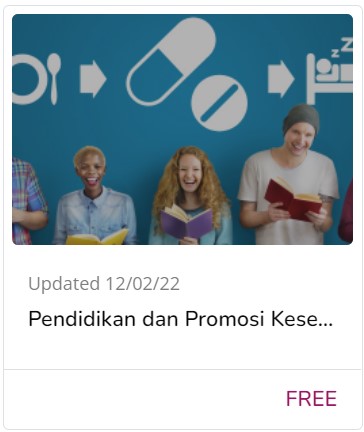 z z z
Updated 12/02/22
Pendidikan dan Promosi Kese...
FREE